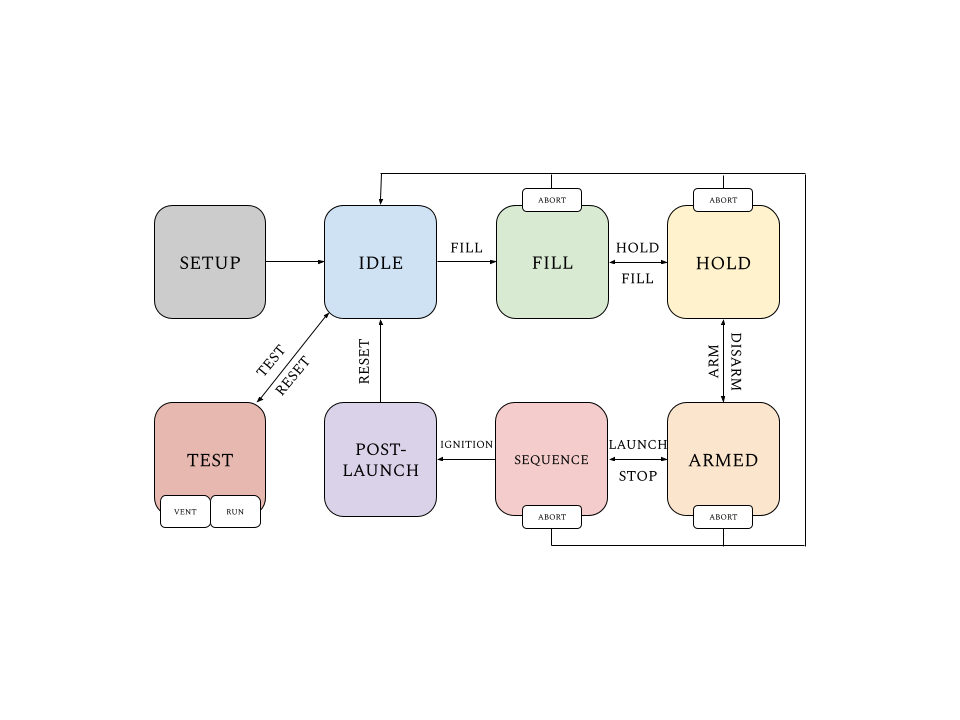 ABORT
ABORT
SETUP
IDLE
FILL
FILL
HOLD
FILL
HOLD
TEST
RESET
RESET
ARM
DISARM
TEST
VENT
RUN
POST-
LAUNCH
IGNITION
SEQUENCE
ABORT
LAUNCH
STOP
ARMED
ABORT